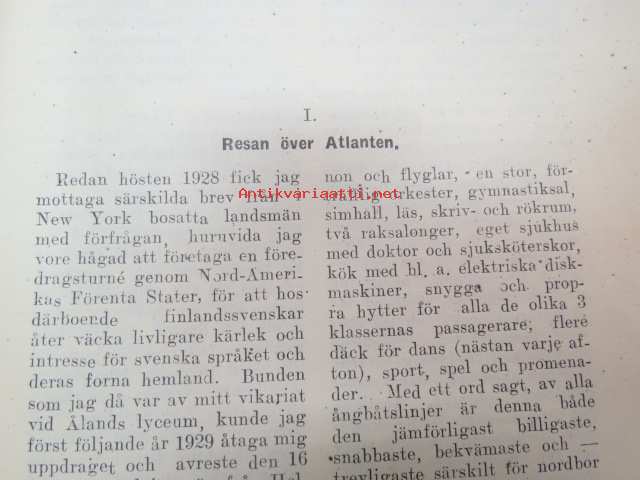 I.
Resan över Atlanten.
Redan hösten 1928 fick jag
mottaga särskilda brev från
New York bosatta landsmän
med förfrågan, huruvida jag
vore hågad att företaga en före-
dragsturné genom Nord-Ameri-
kas Förenta Stater, för att hos
därboende finlandssvenskar
åter väcka livligare kärlek och
intresse för svenska språket och
deras forna hemland. Bunden
som jag då var av mitt vikariat
vid Ålands lyceum, kunde jag
först följande år 1929 åtaga mig
uppdraget och avreste den 16
non och flyglar, en stor, för-
orkester, gymnastiksal,
simhall, läs, skriv- och rökrum,
två raksalonger, eget sjukhus
med doktor och sjuksköterskor,
kök med bl. a. elektriska disk-
maskiner, snygga och prop-
ra hytter för alla de olika 3
klassernas passagerare; flere
däck för dans (nästan varje af-
ton), sport, spel och promena-
der... Med ett ord sagt, av alla
ångbåtslinjer är denna både
den jämförligast billigaste,
snabbaste, bekvämaste och —
trevligaste särskilt för nordbor
Antikvariaatti.net